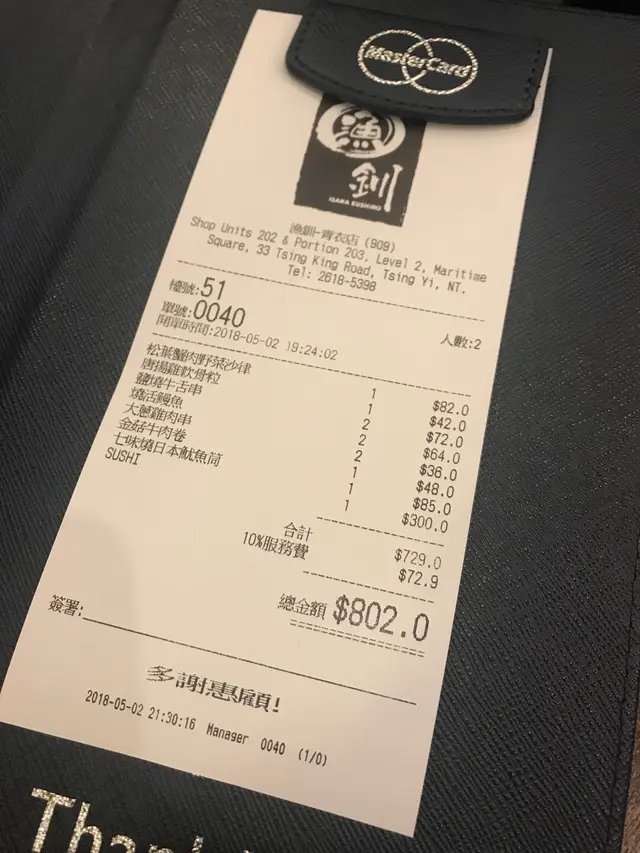 MasterCard
漁
釧
ISARA KUSHIRO
漁釧-青衣店 (909)
Shop Units 202 & Portion 203, Level 2, Maritime
Square, 33 Tsing King Road, Tsing Yi, NT.
Tel: 2618-5398
檯號:51
單號:0040 人數:2
開單時間:2018-05-02 19:24:02
松葉蟹肉野菜沙律 1 $82.0
唐揚雞軟骨粒 1 $42.0
鹽燒牛舌串 2 $72.0
燒活鰻魚 2 $64.0
大蔥雞肉串 2 $36.0
金菇牛肉卷 1 $48.0
七味燒日本魷魚筒 1 $85.0
SUSHI 1 $300.0
合計 $729.0
10%服務費 $72.9
總金額 $802.0
簽署:
多謝惠顧!
2018-05-02 21:30:16 Manager 0040 (1/0)
Thank